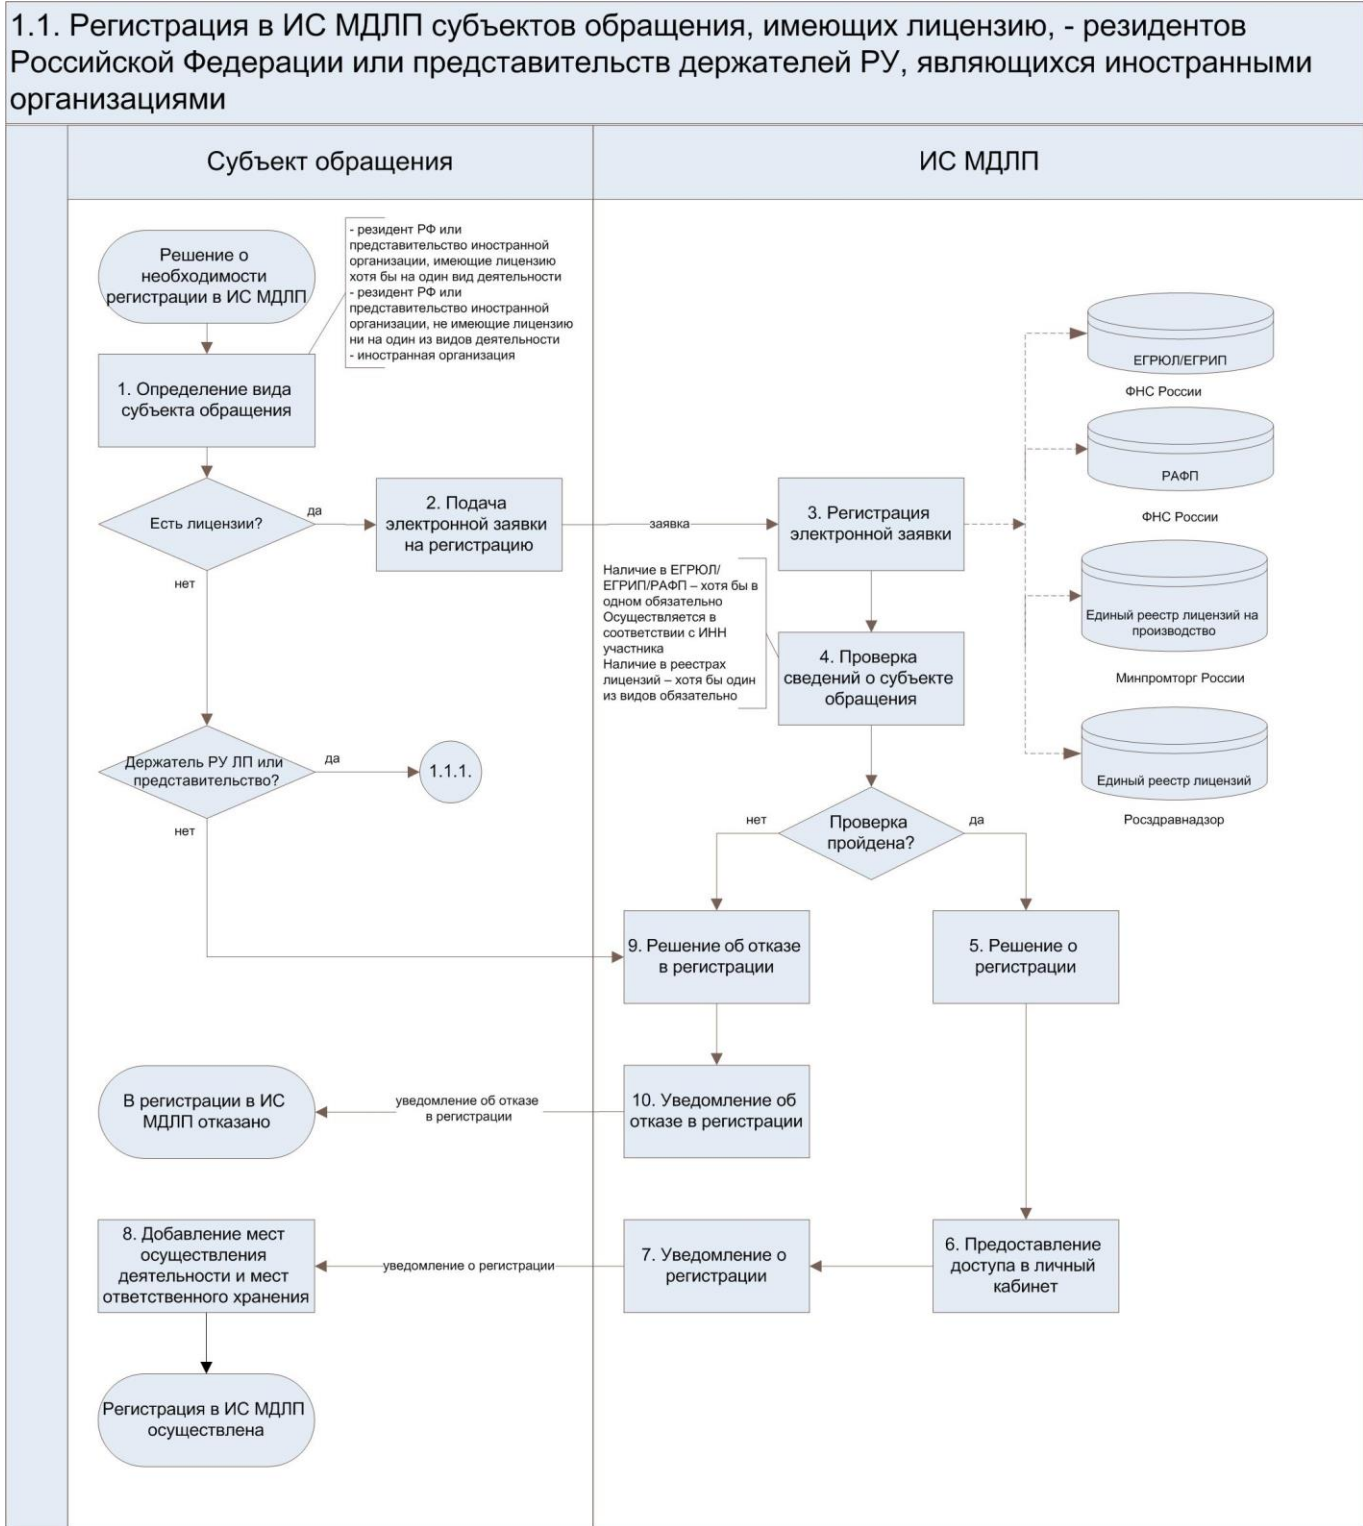 1.1. Регистрация в ИС МДЛП субъектов обращения, имеющих лицензию, - резидентов
Российской Федерации или представительств держателей РУ, являющихся иностранными
организациями
Субъект обращения
ИС МДЛП
Решение о
необходимости
регистрации в ИС МДЛП
- резидент РФ или
представительство иностранной
организации, имеющие лицензию
хотя бы на один вид деятельности
- резидент РФ или
представительство иностранной
организации, не имеющие лицензию
ни на один из видов деятельности
- иностранная организация
1. Определение вида
субъекта обращения
Есть лицензии?
да
нет
2. Подача
электронной заявки
на регистрацию
заявка
3. Регистрация
электронной заявки
ЕГРЮЛ/ЕГРИП
ФНС России
РАФП
ФНС России
Единый реестр лицензий на
производство
Минпромторг России
Единый реестр лицензий
Росздравнадзор
Наличие в ЕГРЮЛ/
ЕГРИП/РАФП – хотя бы в
одном обязательно
Осуществляется в
соответствии с ИНН
участника
Наличие в реестрах
лицензий – хотя бы один
из видов обязательно
4. Проверка
сведений о субъекте
обращения
Держатель РУ ЛП или
представительство?
да
1.1.1.
нет
Проверка
пройдена?
нет
да
9. Решение об отказе
в регистрации
5. Решение о
регистрации
10. Уведомление об
отказе в регистрации
уведомление об отказе
в регистрации
В регистрации в ИС
МДЛП отказано
6. Предоставление
доступа в личный
кабинет
7. Уведомление о
регистрации
уведомление о регистрации
8. Добавление мест
осуществления
деятельности и мест
ответственного хранения
Регистрация в ИС МДЛП
осуществлена